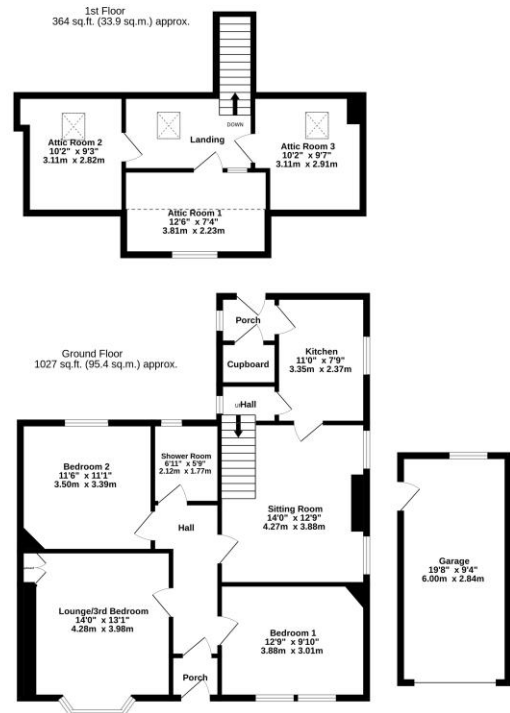 1st Floor
364 sq.ft. (33.9 sq.m.) approx.
DOWN
Landing
Attic Room 2
10'2" x 9'3"
3.11m x 2.82m
Attic Room 3
10'2" x 9'7"
3.11m x 2.91m
Attic Room 1
12'6" x 7'4"
3.81m x 2.23m
Ground Floor
1027 sq.ft. (95.4 sq.m.) approx.
Porch
Kitchen
11'0" x 7'9"
3.35m x 2.37m
Cupboard
Hall
Bedroom 2
11'6" x 11'1"
3.50m x 3.39m
Shower Room
6'11" x 5'9"
2.12m x 1.77m
Sitting Room
14'0" x 12'9"
4.27m x 3.88m
Hall
Garage
19'8" x 9'4"
6.00m x 2.84m
Lounge/3rd Bedroom
14'0" x 13'1"
4.28m x 3.98m
Bedroom 1
12'9" x 9'10"
3.88m x 3.01m
Porch